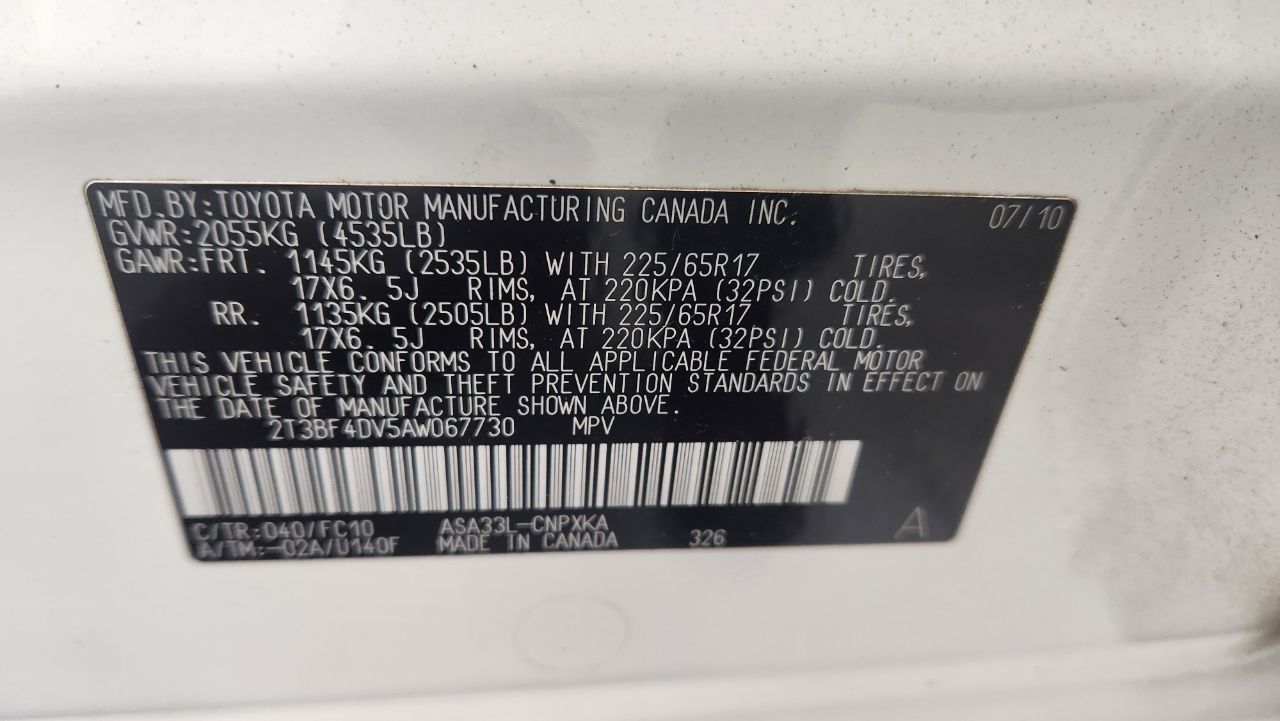 MFD.BY:TOYOTA MOTOR MANUFACTURING CANADA INC. 07/10
GVWR:2055KG (4535LB)
GAWR:FRT. 1145KG (2535LB) WITH 225/65R17 TIRES,
17X6. 5J RIMS, AT 220KPA (32PSI) COLD.
RR. 1135KG (2505LB) WITH 225/65R17 TIRES,
17X6. 5J RIMS, AT 220KPA (32PSI) COLD.
THIS VEHICLE CONFORMS TO ALL APPLICABLE FEDERAL MOTOR
VEHICLE SAFETY AND THEFT PREVENTION STANDARDS IN EFFECT ON
THE DATE OF MANUFACTURE SHOWN ABOVE.
2T3BF4DV5AW067730 MPV
C/TR:040/FC10 ASA33L-CNPXKA
A/TM:-02A/U140F MADE IN CANADA 326 A